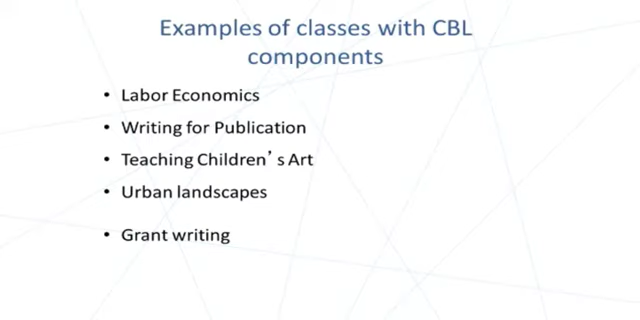 Examples of classes with CBL
components
• Labor Economics
• Writing for Publication
• Teaching Children's Art
• Urban landscapes
• Grant writing